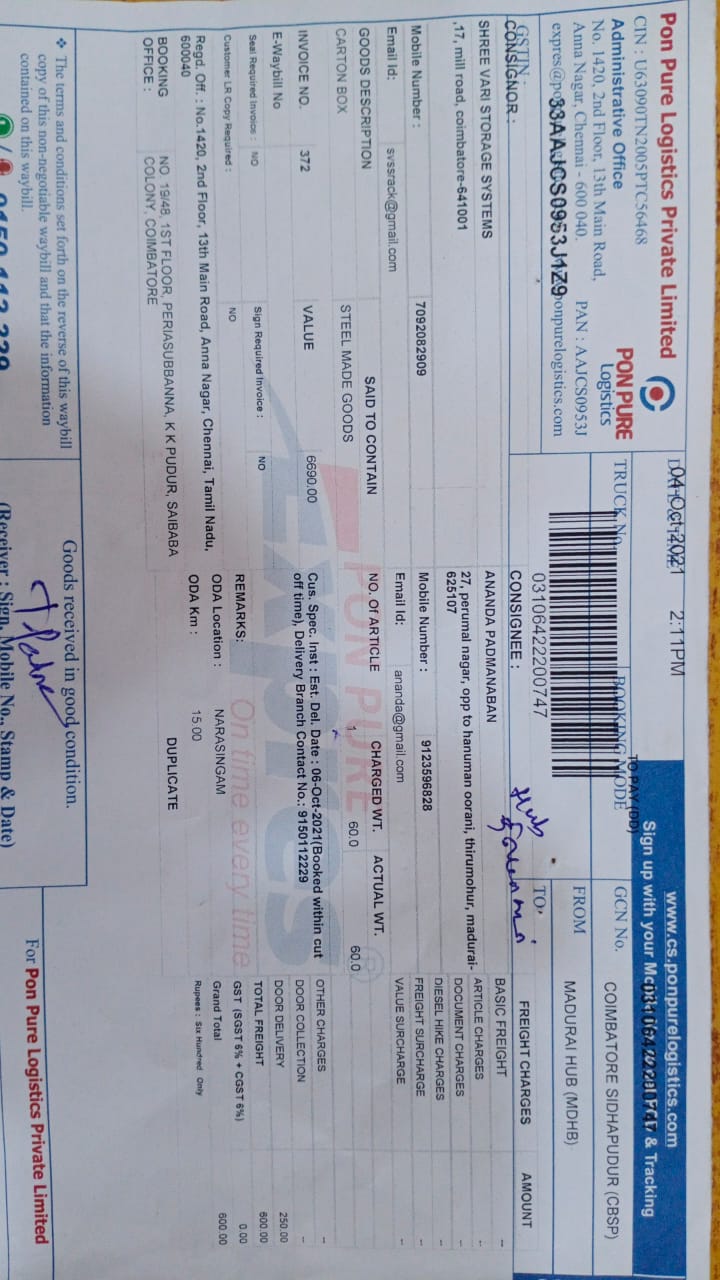 Pon Pure Logistics Private Limited
CIN : U63090TN2005PTC56468
Administrative Office
No. 1420, 2nd Floor, 13th Main Road,
Anna Nagar, Chennai - 600 040. PAN : AAJCS0953J
PON PURE
Logistics
GSTIN : 33AAJCS0953J1Z9
04-Oct-2021 2:11PM
TRUCK No.
BOOKING MODE
TO PAY(DD)
03106422200747
www.cs.ponpurelogistics.com
Sign up with your & Tracking
GCN No. 03106422200747
FROM COIMBATORE SIDHAPUDUR (CBSP)
TO, MADURAI HUB (MDHB)
CONSIGNOR :
SHREE VARI STORAGE SYSTEMS
,17, mill road, coimbatore-641001
Mobile Number : 7092082909
Email Id: svssrack@gmail.com
CONSIGNEE :
ANANDA PADMANABAN
27, perumal nagar, opp to hanuman oorani, thirumohur, madurai-
625107
Mobile Number : 9123596828
Email Id: ananda@gmail.com
GOODS DESCRIPTION SAID TO CONTAIN NO. Of ARTICLE CHARGED WT. ACTUAL WT.
CARTON BOX STEEL MADE GOODS 1 60.0 60.0
INVOICE NO. 372 VALUE 6690.00
E-Waybill No
Seal Required Invoice : NO Sign Required Invoice : NO
Customer LR Copy Required : NO
Cus. Spec. Inst : Est. Del. Date : 06-Oct-2021(Booked within cut
off time), Delivery Branch Contact No.: 9150112229
REMARKS:
ODA Location : NARASINGAM
ODA Km : 15.00
DUPLICATE
Regd. Off. : No.1420, 2nd Floor, 13th Main Road, Anna Nagar, Chennai, Tamil Nadu,
600040
BOOKING OFFICE : NO. 19/48, 1ST FLOOR, PERIASUBBANNA, K K PUDUR, SAIBABA
COLONY, COIMBATORE
FREIGHT CHARGES AMOUNT
BASIC FREIGHT --
ARTICLE CHARGES --
DOCUMENT CHARGES --
DIESEL HIKE CHARGES --
FREIGHT SURCHARGE --
VALUE SURCHARGE --
OTHER CHARGES --
DOOR COLLECTION --
DOOR DELIVERY 250.00
TOTAL FREIGHT 600.00
GST (SGST 6% + CGST 6%) 0.00
Grand Total 600.00
Rupees : Six Hundred Only
PON PURE
Expres
On time every time
❖ The terms and conditions set forth on the reverse of this waybill
copy of this non-negotiable waybill and that the information
contained on this waybill.
Goods received in good condition.
(Receiver : Sign, Mobile No., Stamp & Date)
For Pon Pure Logistics Private Limited